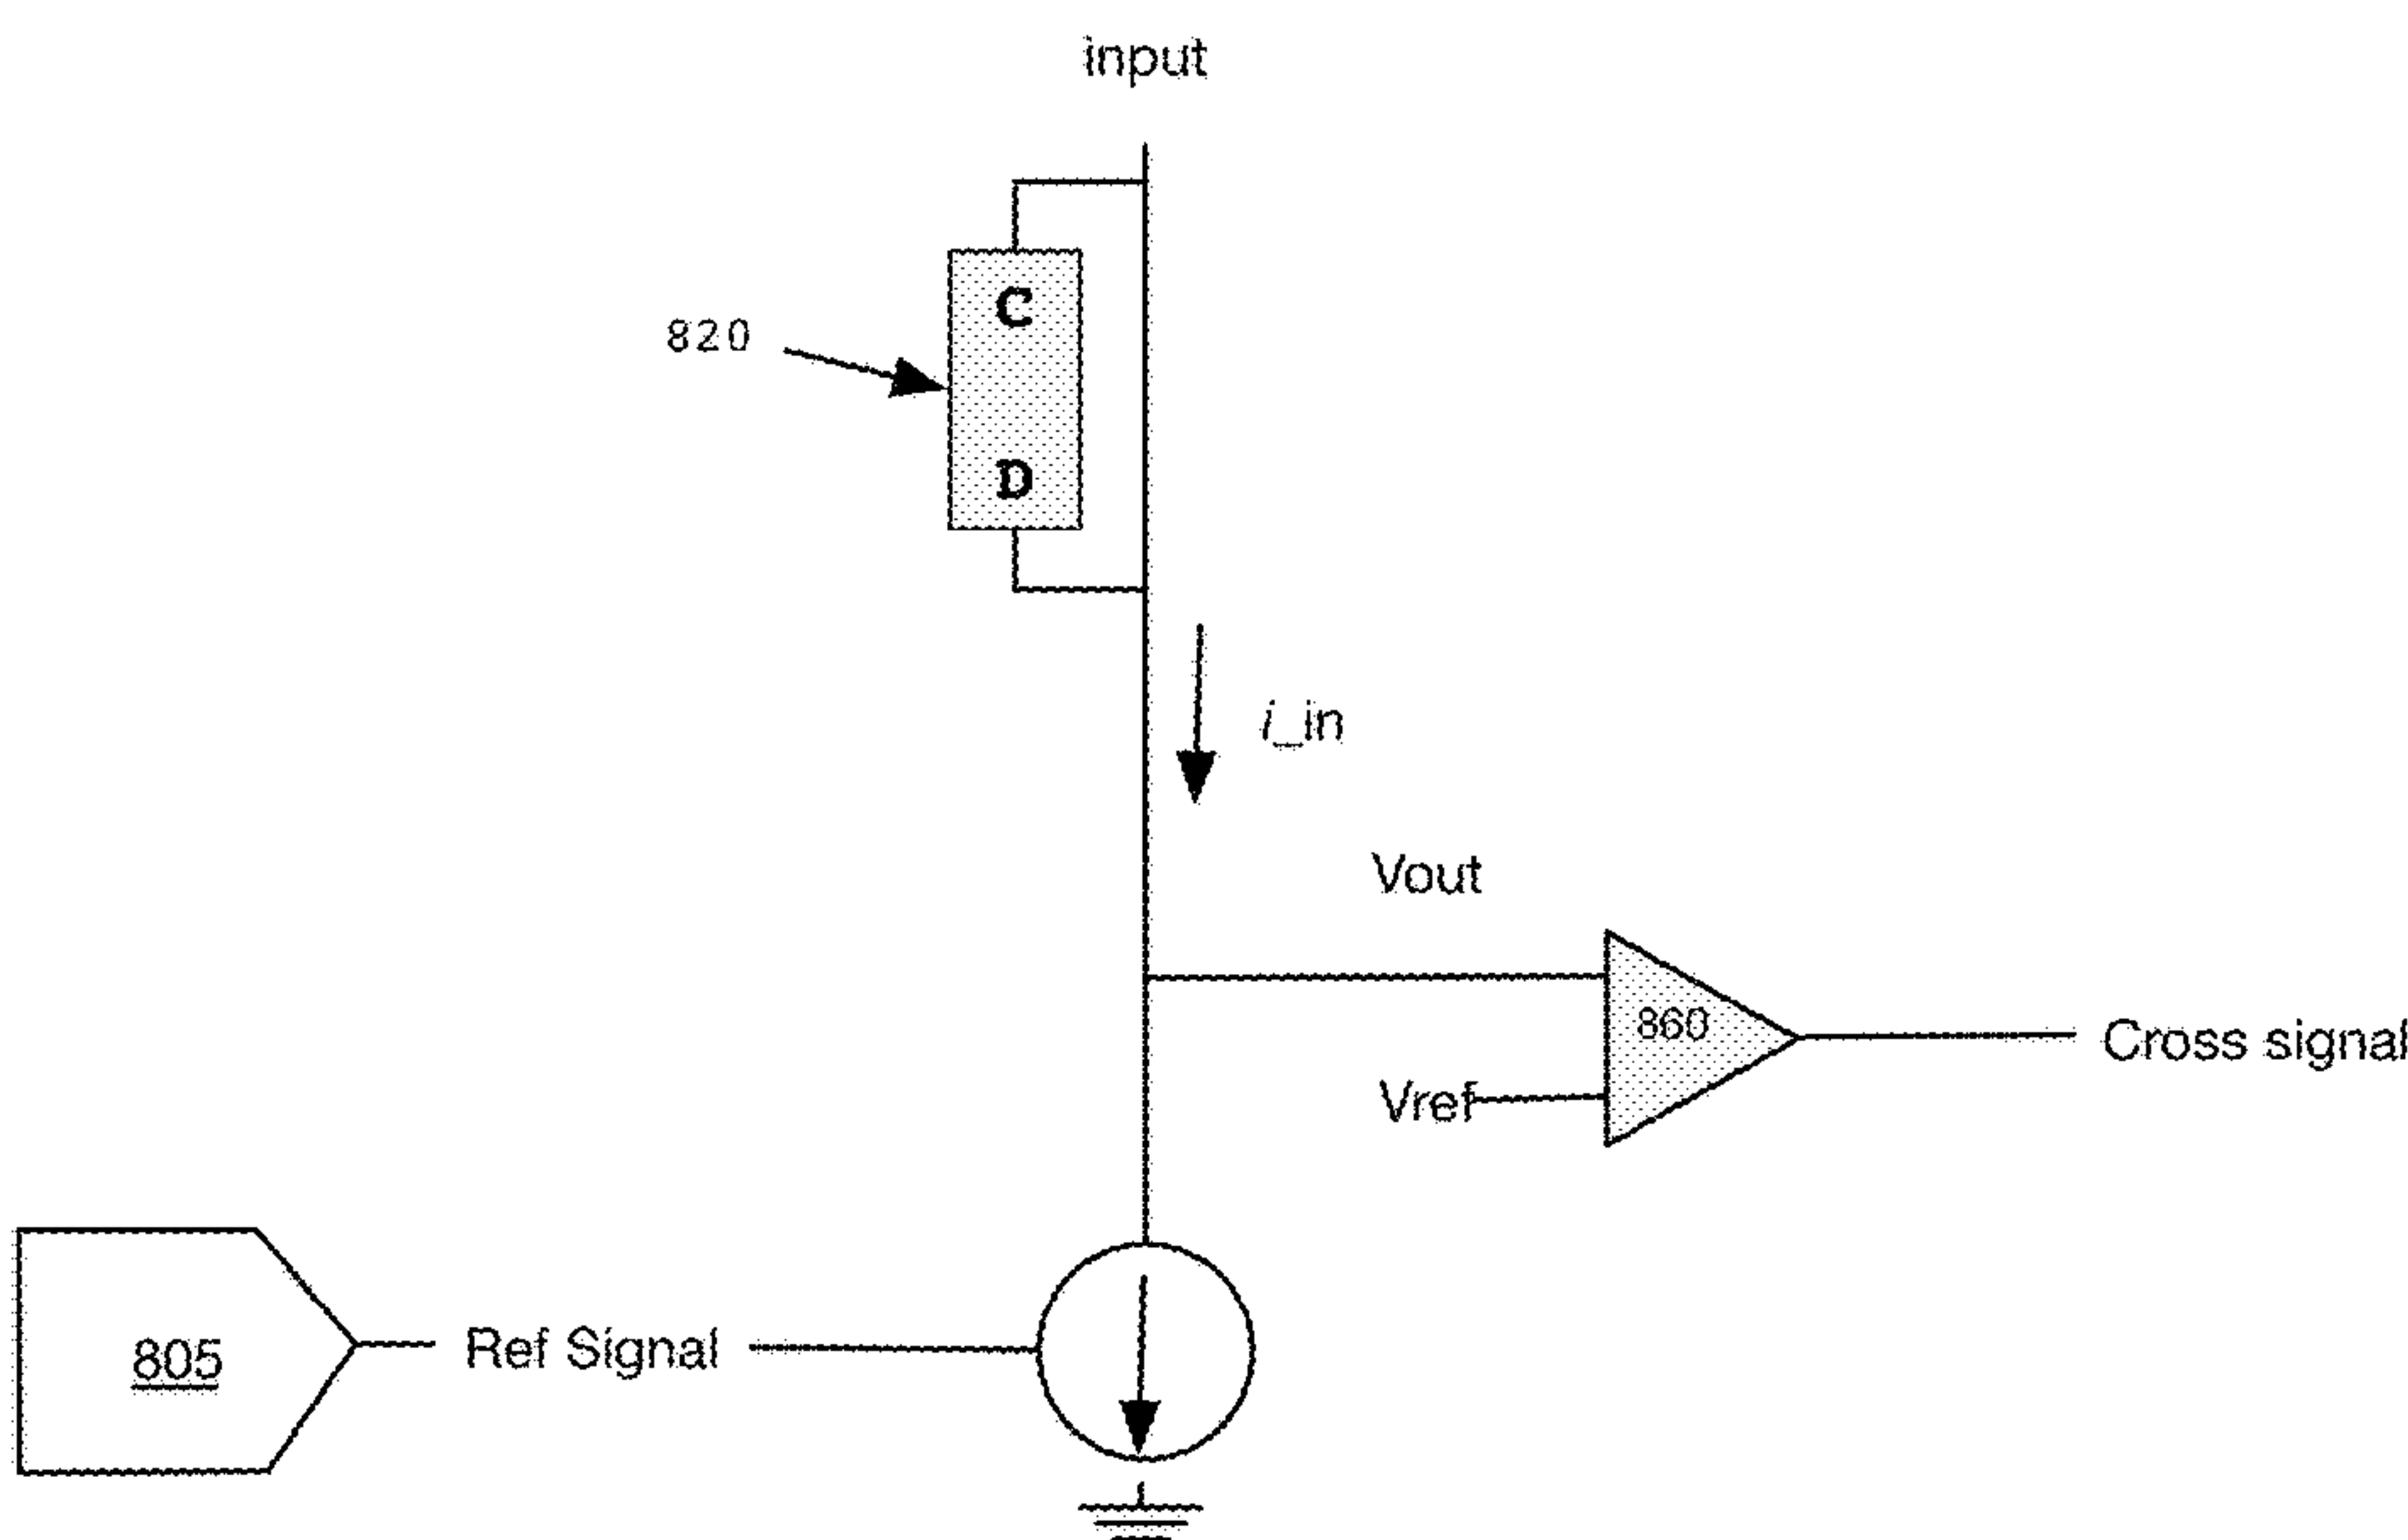 input
C
820
D
i_in
Vout
860
Cross signal
Vref
805
Ref Signal